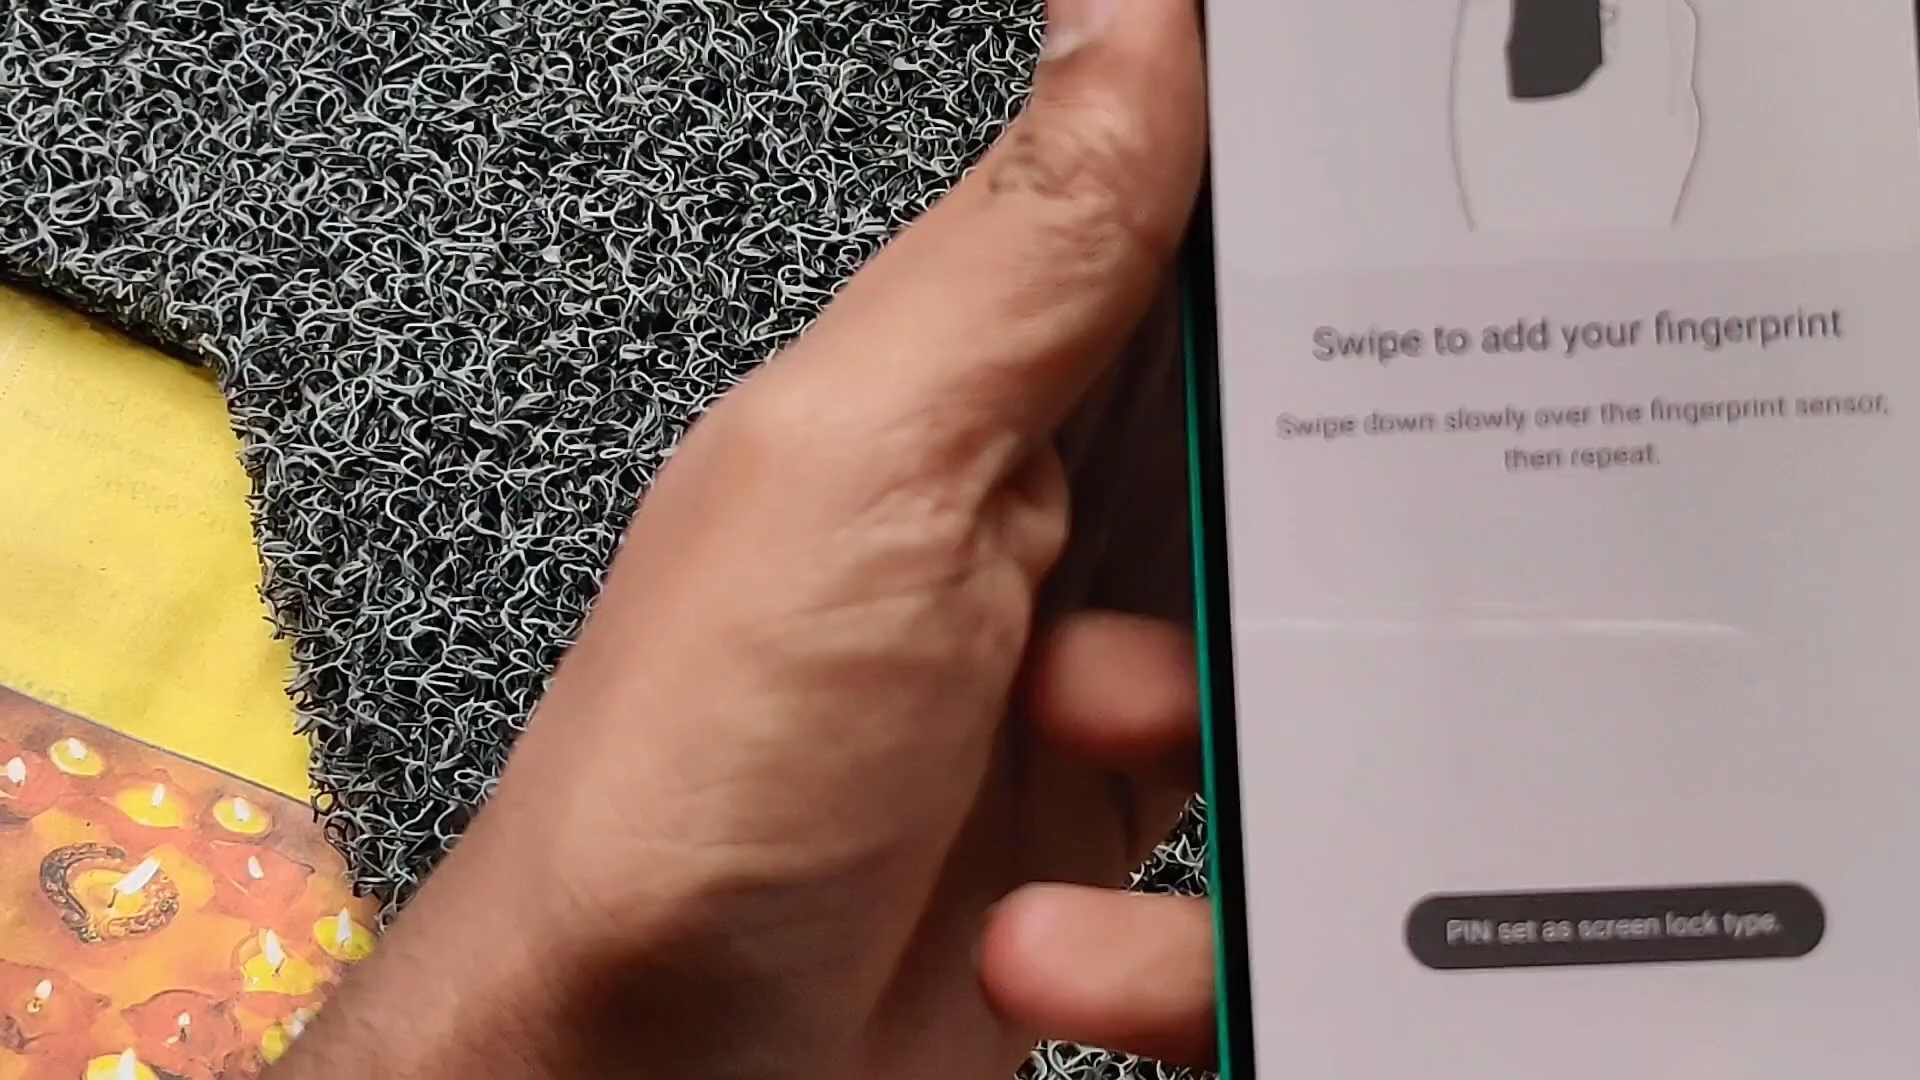 Swipe to add your fingerprint
Swipe down slowly over the fingerprint sensor,
then repeat.
PIN set as screen lock type.